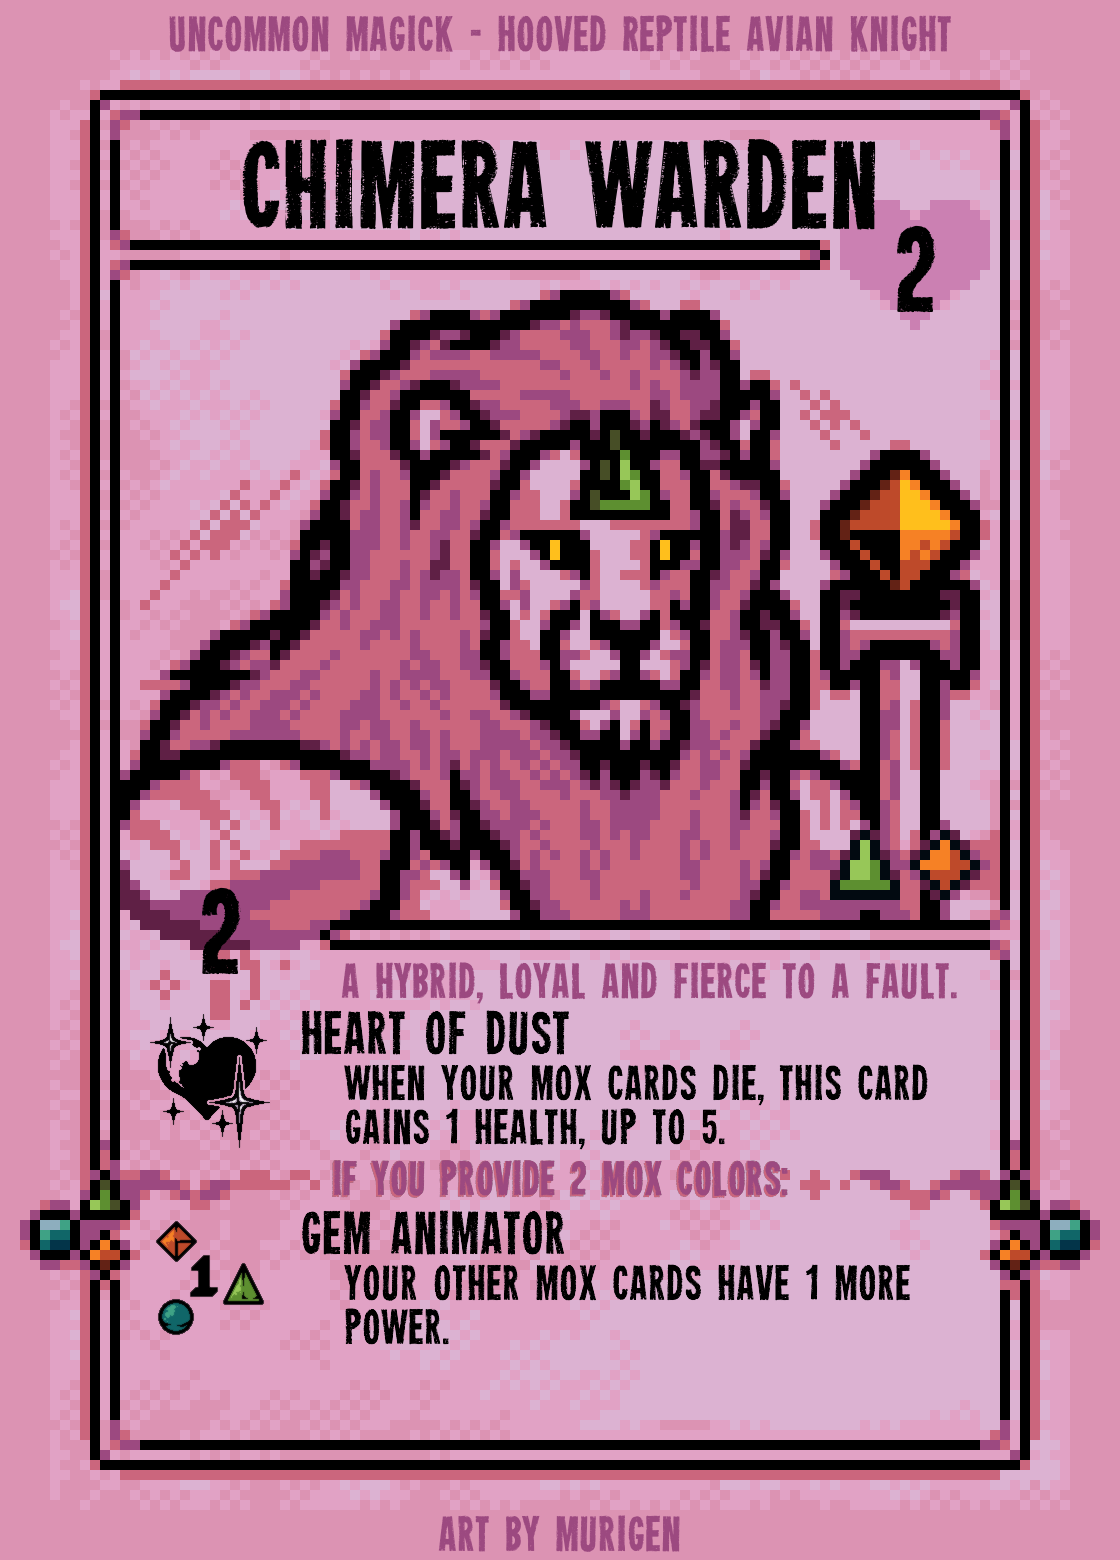 UNCOMMON MAGICK - HOOVED REPTILE AVIAN KNIGHT
CHIMERA WARDEN
2
2
A HYBRID, LOYAL AND FIERCE TO A FAULT.
HEART OF DUST
WHEN YOUR MOX CARDS DIE, THIS CARD
GAINS 1 HEALTH, UP TO 5.
IF YOU PROVIDE 2 MOX COLORS:
GEM ANIMATOR
1
YOUR OTHER MOX CARDS HAVE 1 MORE
POWER.
ART BY MURIGEN